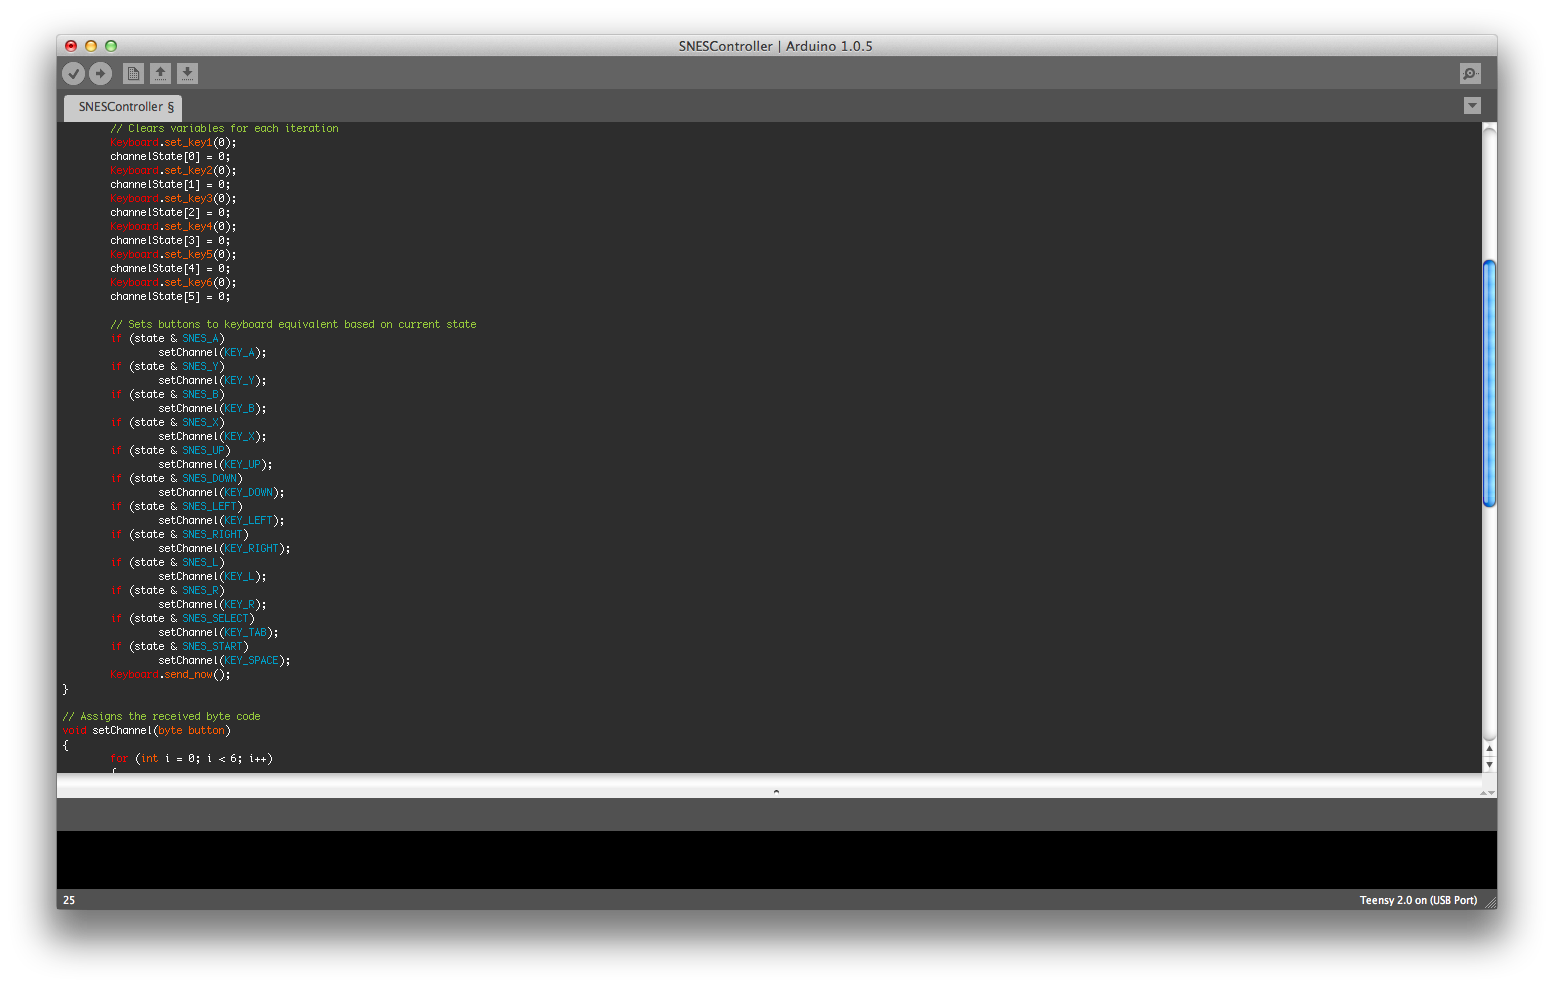 SNESController | Arduino 1.0.5
SNESController §
// Clears variables for each iteration
Keyboard.set_key1(0);
channelState[0] = 0;
Keyboard.set_key2(0);
channelState[1] = 0;
Keyboard.set_key3(0);
channelState[2] = 0;
Keyboard.set_key4(0);
channelState[3] = 0;
Keyboard.set_key5(0);
channelState[4] = 0;
Keyboard.set_key6(0);
channelState[5] = 0;
// Sets buttons to keyboard equivalent based on current state
if (state & SNES_A)
setChannel(KEY_A);
if (state & SNES_Y)
setChannel(KEY_Y);
if (state & SNES_B)
setChannel(KEY_B);
if (state & SNES_X)
setChannel(KEY_X);
if (state & SNES_UP)
setChannel(KEY_UP);
if (state & SNES_DOWN)
setChannel(KEY_DOWN);
if (state & SNES_LEFT)
setChannel(KEY_LEFT);
if (state & SNES_RIGHT)
setChannel(KEY_RIGHT);
if (state & SNES_L)
setChannel(KEY_L);
if (state & SNES_R)
setChannel(KEY_R);
if (state & SNES_SELECT)
setChannel(KEY_TAB);
if (state & SNES_START)
setChannel(KEY_SPACE);
Keyboard.send_now();
}
// Assigns the received byte code
void setChannel(byte button)
{
for (int i = 0; i < 6; i++)
{
25
Teensy 2.0 on (USB Port)